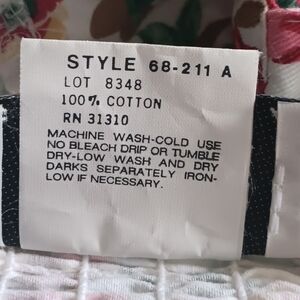 STYLE 68-211 A
LOT 8348
100% COTTON
RN 31310
MACHINE WASH-COLD USE
NO BLEACH DRIP OR TUMBLE
DRY-LOW WASH AND DRY
DARKS SEPARATELY IRON-
LOW IF NECESSARY.